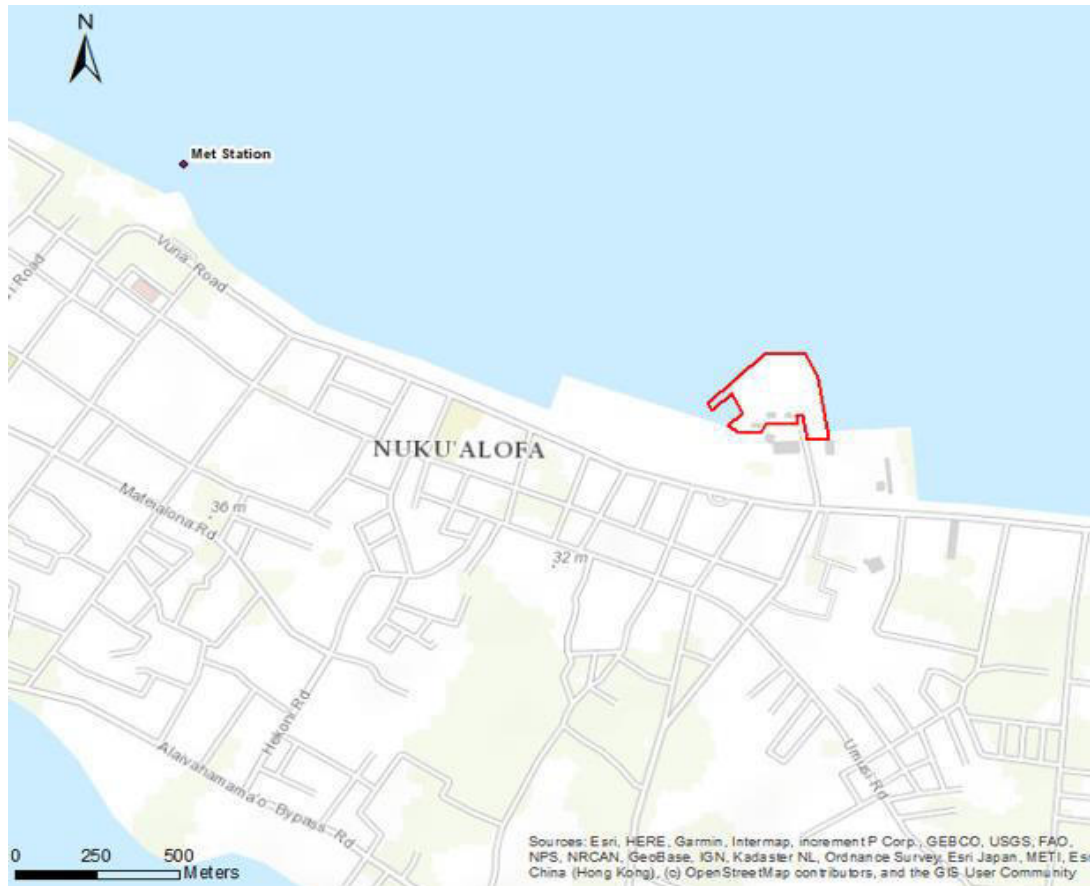 N
Met Station
i Road
Vuna Road
NUKU'ALOFA
Mateialona Rd
36 m
32 m
Hokoni Rd
Alaivahamama'o Bypass Rd
Umusi Rd
0 250 500
Meters
Sources: Esri, HERE, Garmin, Intermap, increment P Corp., GEBCO, USGS, FAO,
NPS, NRCAN, GeoBase, IGN, Kadaster NL, Ordnance Survey, Esri Japan, METI, Esri
China (Hong Kong), (c) OpenStreetMap contributors, and the GIS User Community